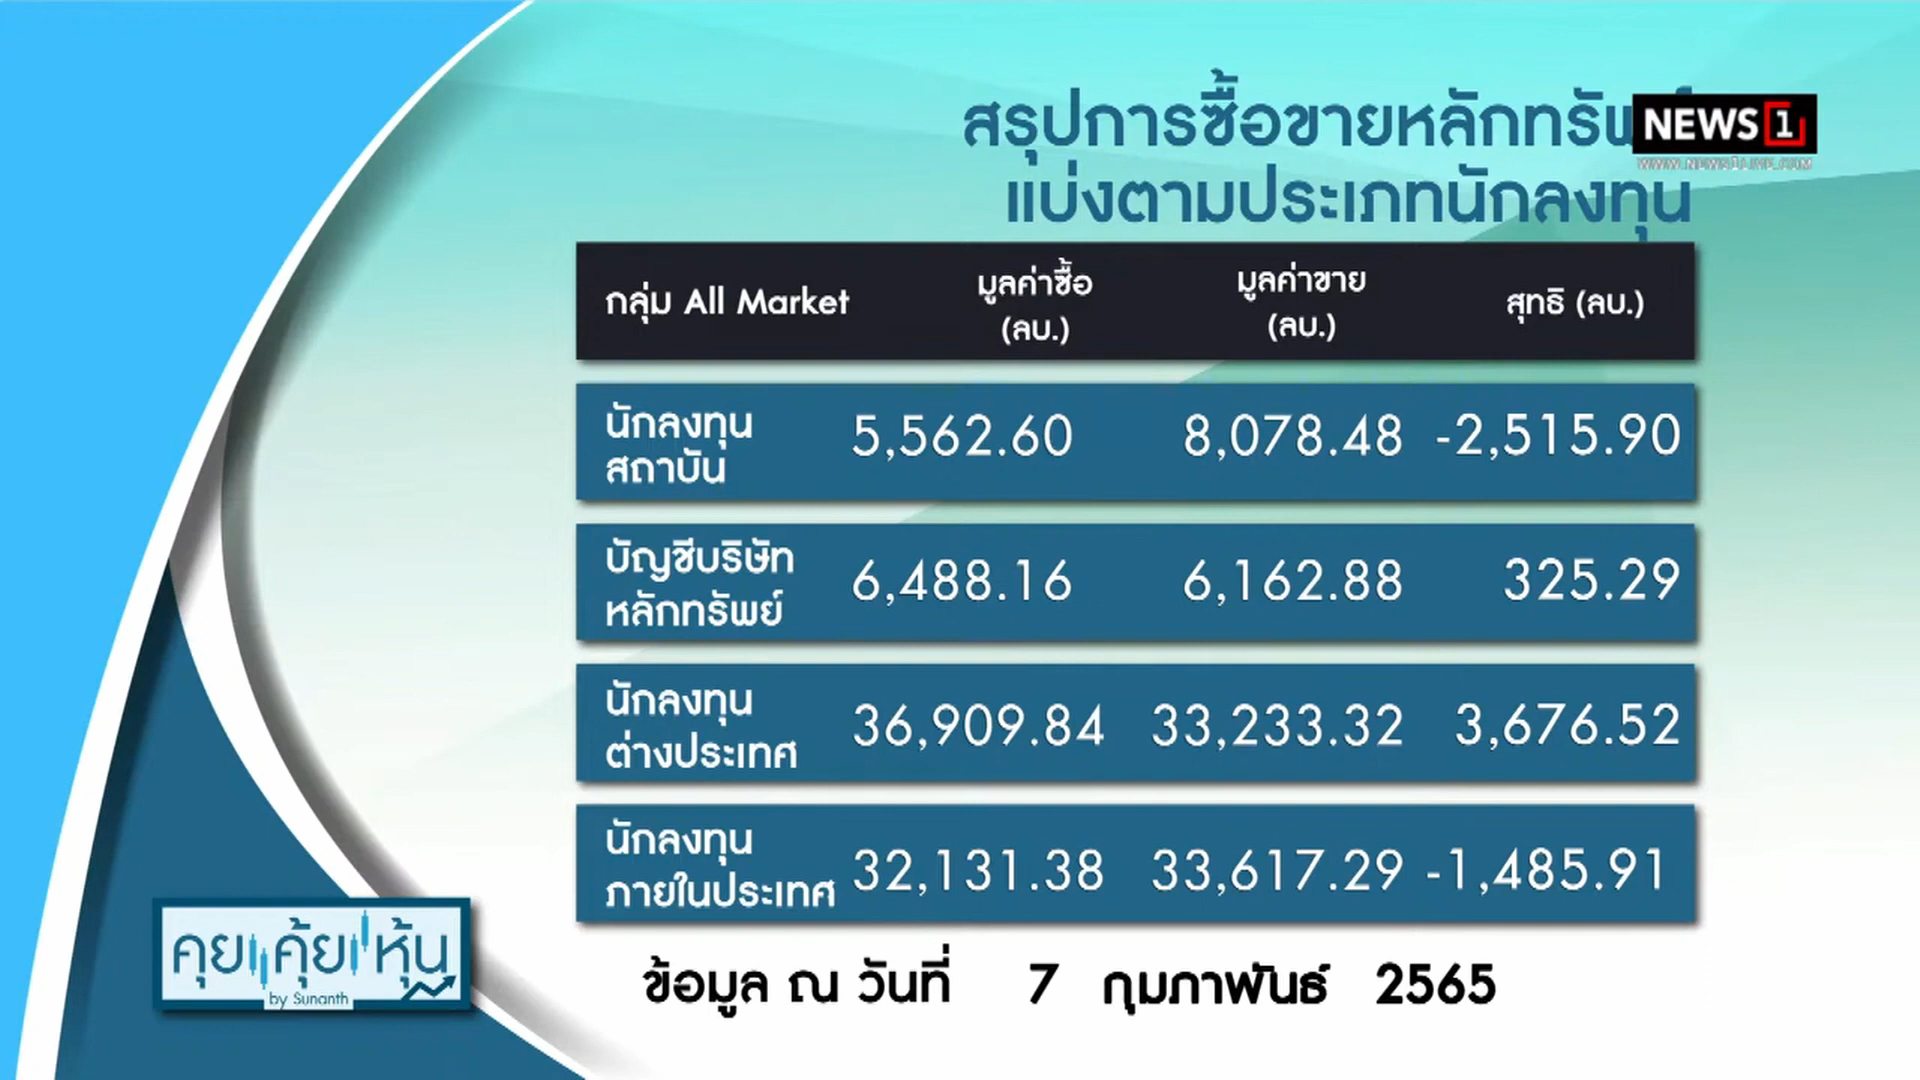 สรุปการซื้อขายหลักทรัพย์
แบ่งตามประเภทนักลงทุน
NEWS 1
WWW.NEWS1LIVE.COM
กลุ่ม All Market มูลค่าซื้อ (ลบ.) มูลค่าขาย (ลบ.) สุทธิ (ลบ.)
นักลงทุน
สถาบัน 5,562.60 8,078.48 -2,515.90
บัญชีบริษัท
หลักทรัพย์ 6,488.16 6,162.88 325.29
นักลงทุน
ต่างประเทศ 36,909.84 33,233.32 3,676.52
นักลงทุน
ภายในประเทศ 32,131.38 33,617.29 -1,485.91
ข้อมูล ณ วันที่ 7 กุมภาพันธ์ 2565
คุย คุ้ย หุ้น
by Sunanth